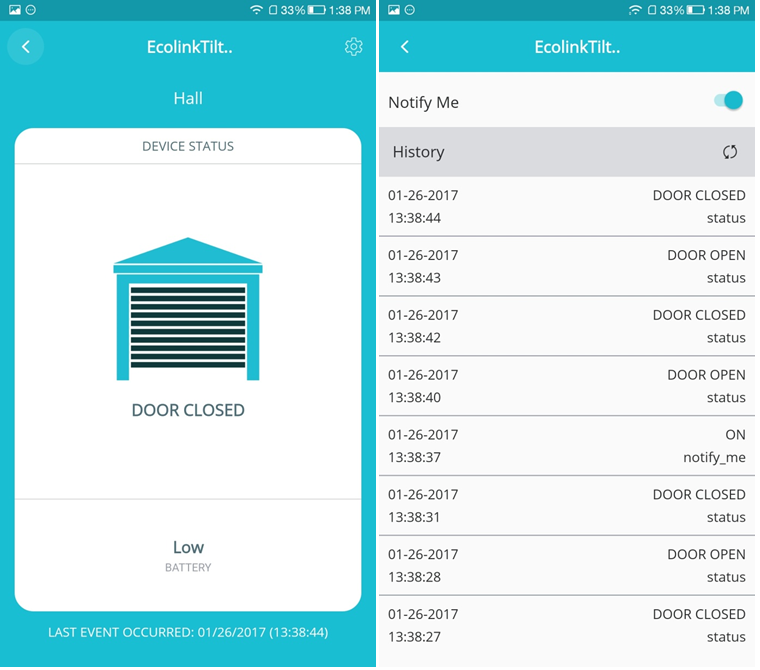 33% 1:38 PM
EcolinkTilt..
Hall
DEVICE STATUS
DOOR CLOSED
Low
BATTERY
LAST EVENT OCCURRED: 01/26/2017 (13:38:44)
33% 1:38 PM
EcolinkTilt..
Notify Me
History
01-26-2017 DOOR CLOSED
13:38:44 status
01-26-2017 DOOR OPEN
13:38:43 status
01-26-2017 DOOR CLOSED
13:38:42 status
01-26-2017 DOOR OPEN
13:38:40 status
01-26-2017 ON
13:38:37 notify_me
01-26-2017 DOOR CLOSED
13:38:31 status
01-26-2017 DOOR OPEN
13:38:28 status
01-26-2017 DOOR CLOSED
13:38:27 status